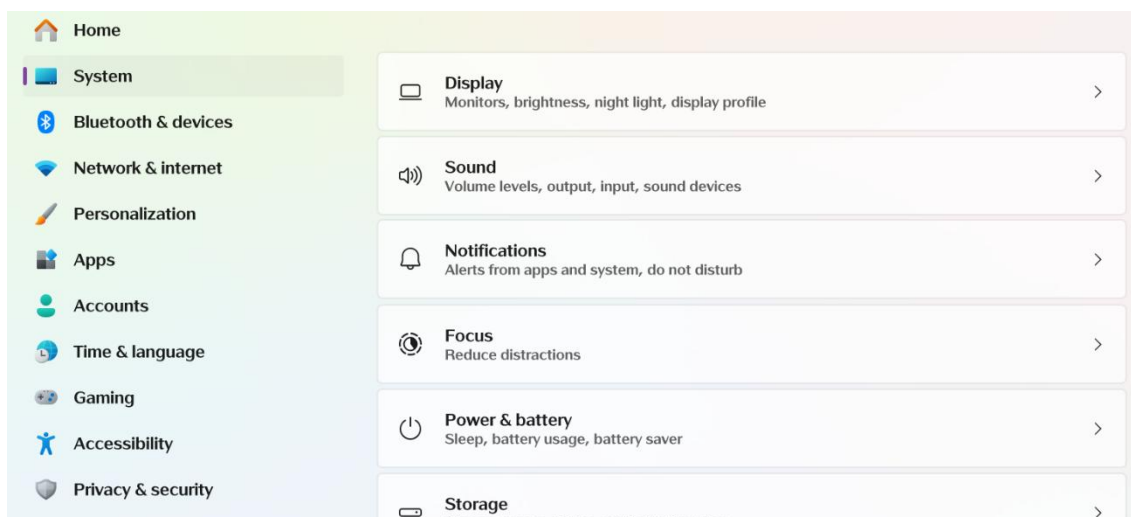 Home
System
Bluetooth & devices
Network & internet
Personalization
Apps
Accounts
Time & language
Gaming
Accessibility
Privacy & security
Display
Monitors, brightness, night light, display profile
Sound
Volume levels, output, input, sound devices
Notifications
Alerts from apps and system, do not disturb
Focus
Reduce distractions
Power & battery
Sleep, battery usage, battery saver
Storage